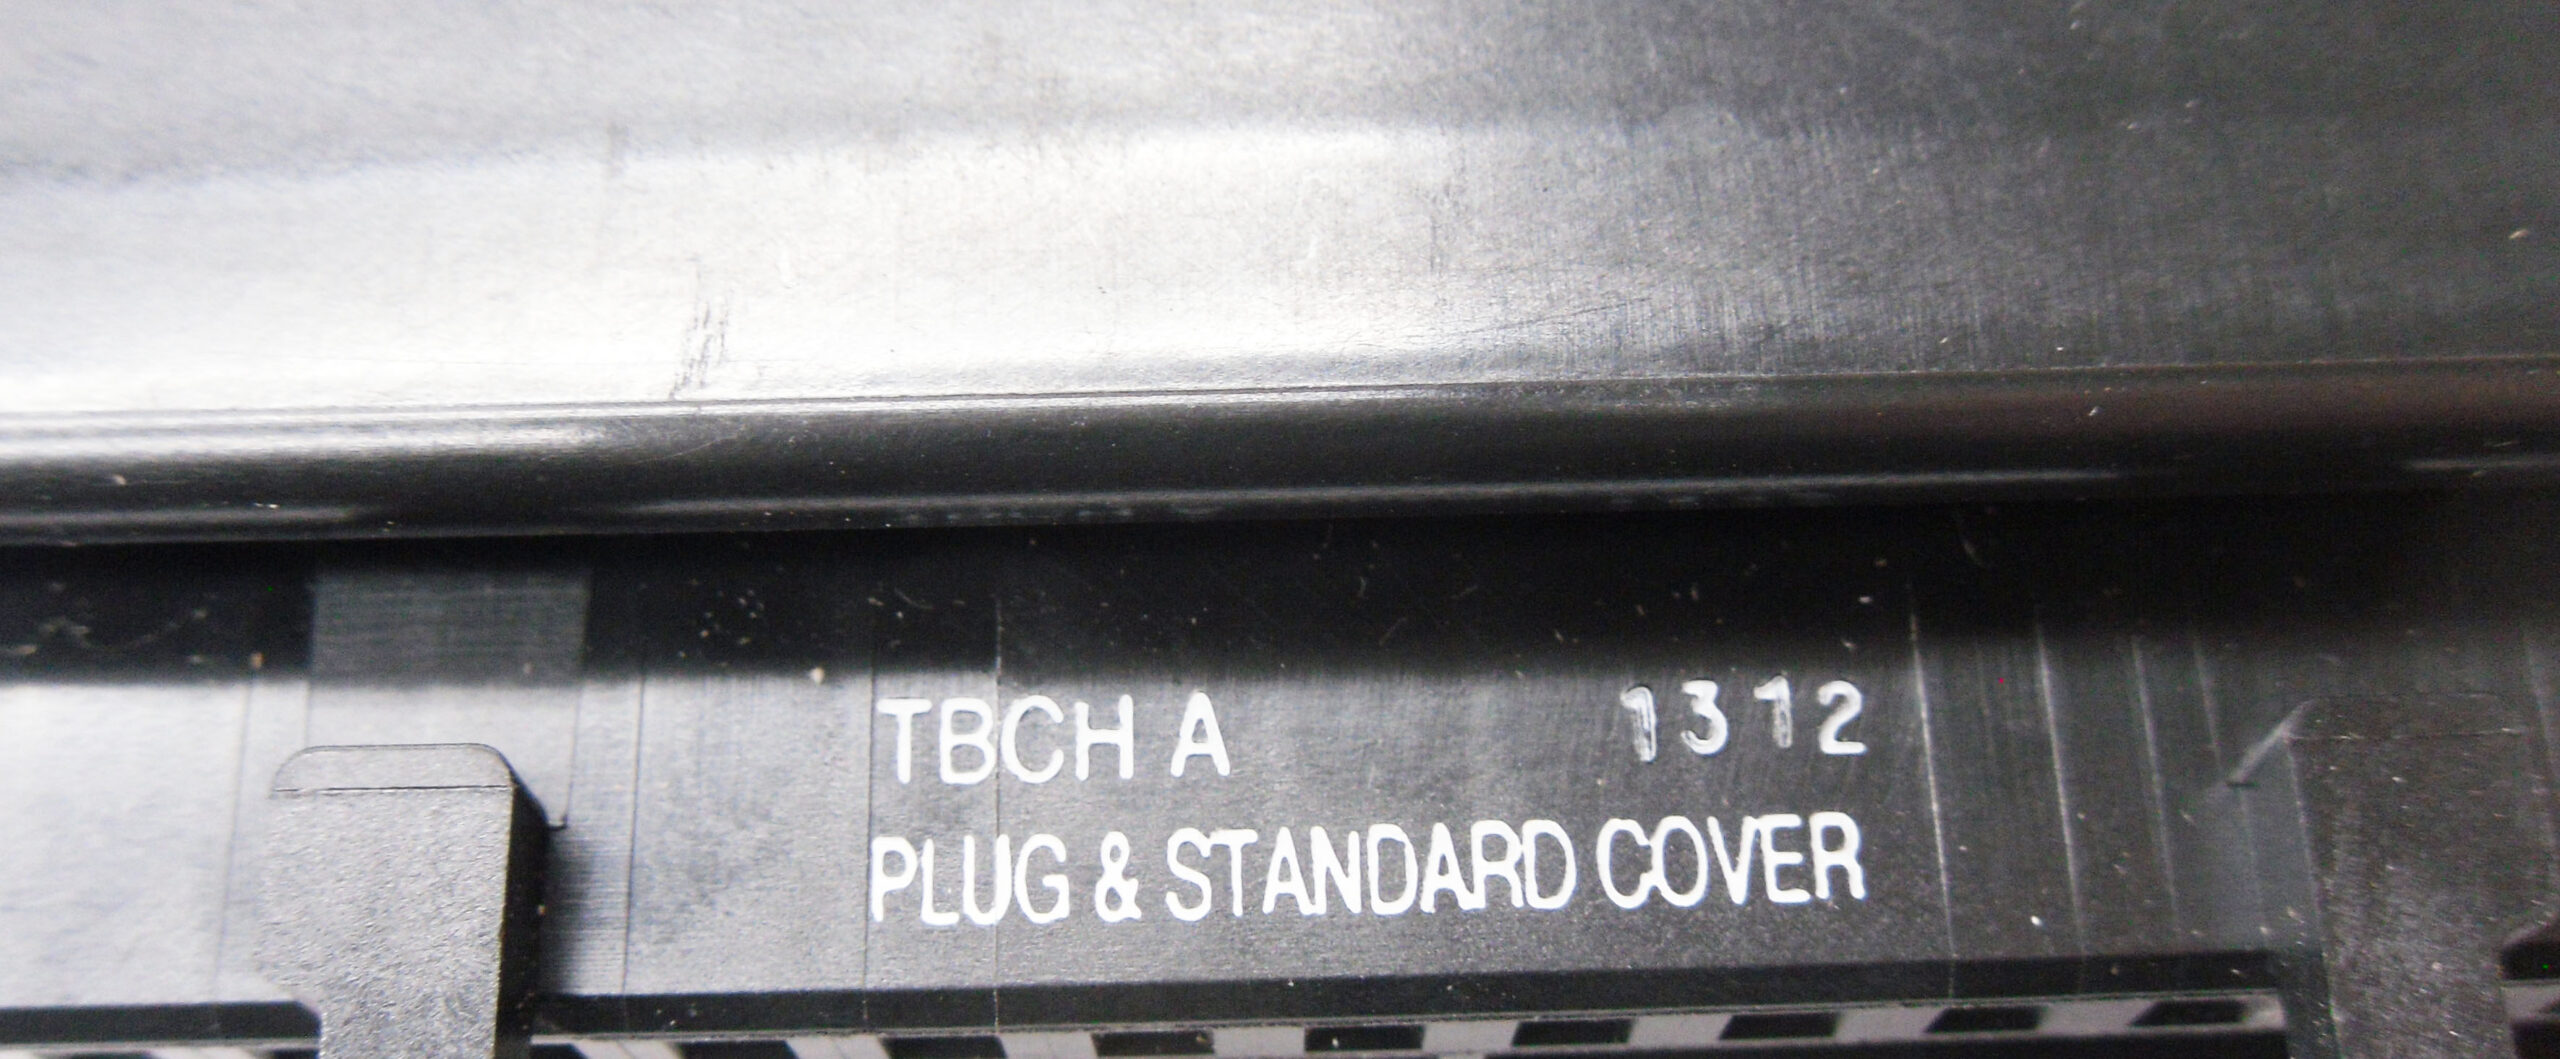 TBCH A 1312
PLUG & STANDARD COVER